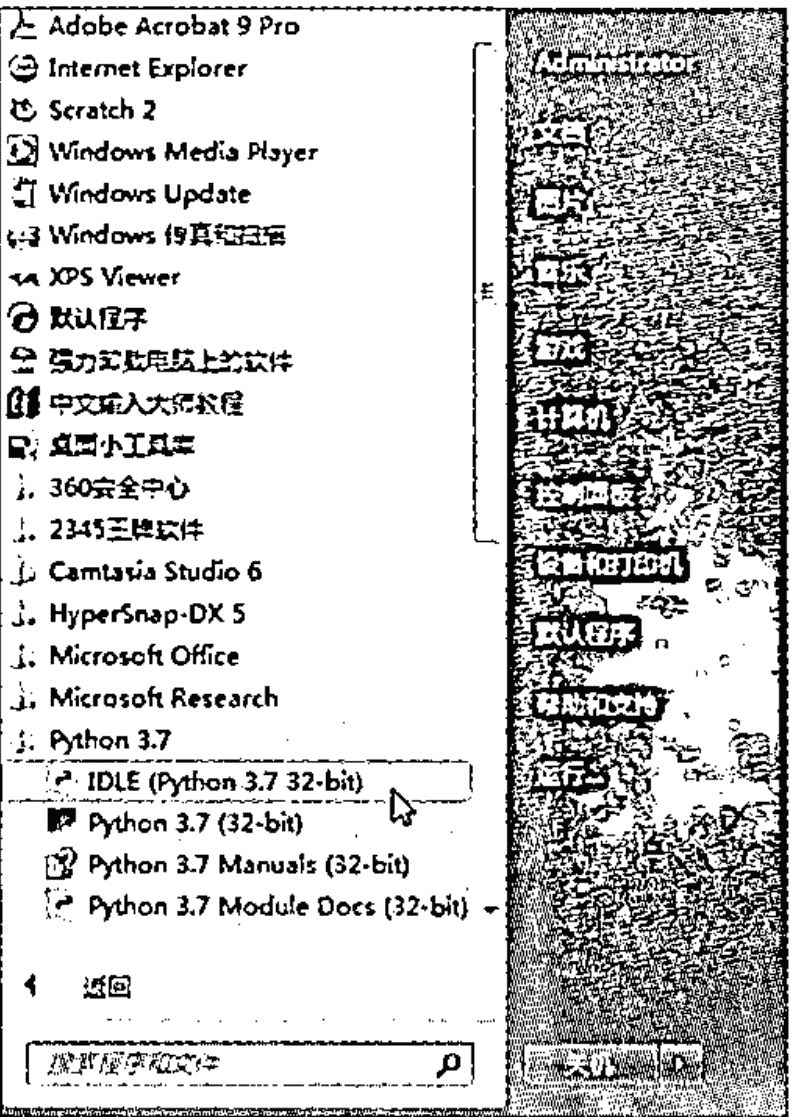 Adobe Acrobat 9 Pro
Internet Explorer
Scratch 2
Windows Media Player
Windows Update
Windows 传真和扫描
XPS Viewer
默认程序
强力卸载电脑上的软件
中文输入大师教程
桌面小工具库
360安全中心
2345王牌软件
Camtasia Studio 6
HyperSnap-DX 5
Microsoft Office
Microsoft Research
Python 3.7
IDLE (Python 3.7 32-bit)
Python 3.7 (32-bit)
Python 3.7 Manuals (32-bit)
Python 3.7 Module Docs (32-bit)
返回
搜索程序和文件
Administrator
文档
图片
音乐
游戏
计算机
控制面板
设备和打印机
默认程序
帮助和支持
运行...
关机